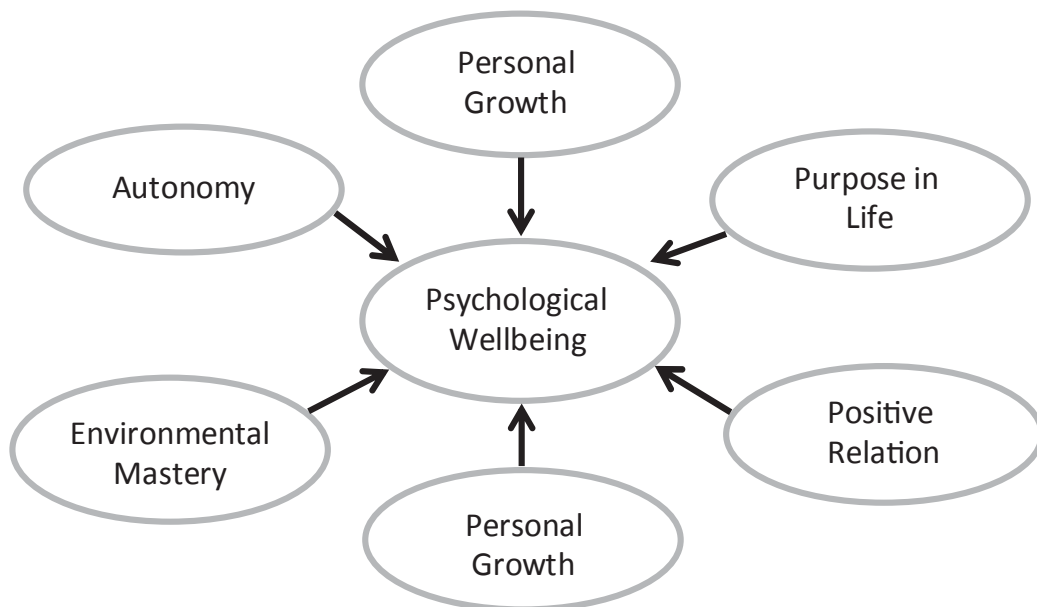 Personal
Growth
Autonomy
Purpose in
Life
Psychological
Wellbeing
Environmental
Mastery
Positive
Relation
Personal
Growth